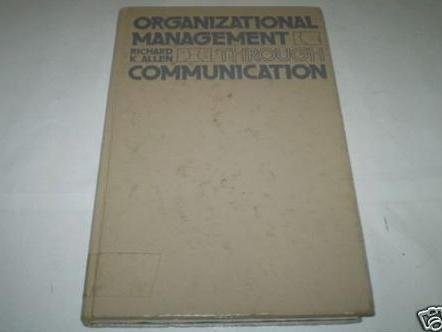 ORGANIZATIONAL
MANAGEMENT
RICHARD K ALLEN THROUGH
COMMUNICATION